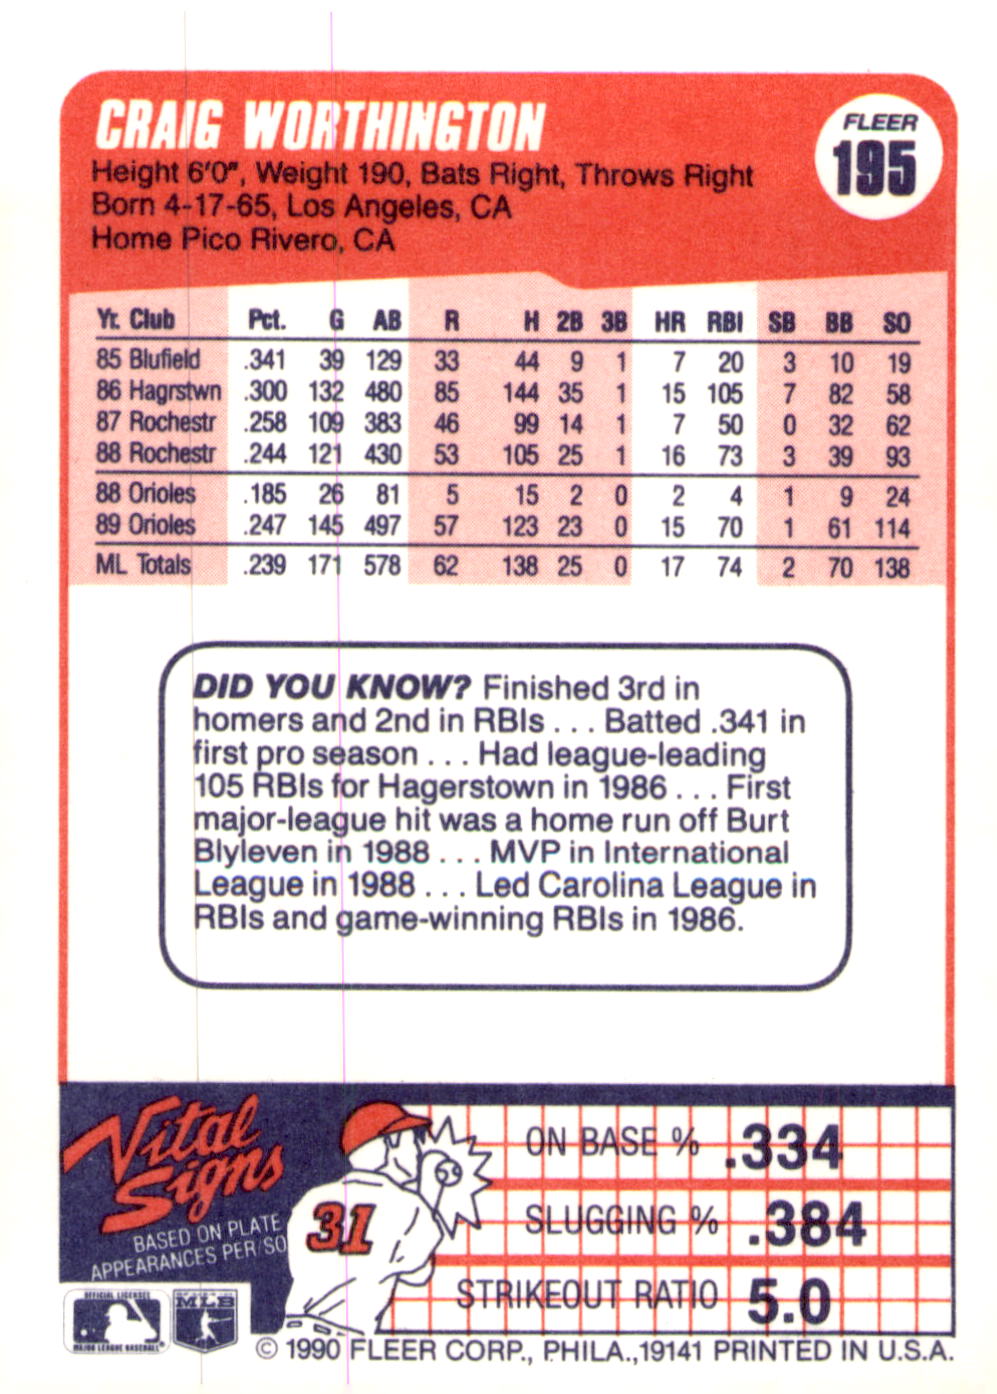 CRAIG WORTHINGTON
FLEER
195
Height 6'0", Weight 190, Bats Right, Throws Right
Born 4-17-65, Los Angeles, CA
Home Pico Rivero, CA
Yr. Club Pct. G AB R H 2B 3B HR RBI SB BB SO
85 Blufield .341 39 129 33 44 9 1 7 20 3 10 19
86 Hagrstwn .300 132 480 85 144 35 1 15 105 7 82 58
87 Rochestr .258 109 383 46 99 14 1 7 50 0 32 62
88 Rochestr .244 121 430 53 105 25 1 16 73 3 39 93
88 Orioles .185 26 81 5 15 2 0 2 4 1 9 24
89 Orioles .247 145 497 57 123 23 0 15 70 1 61 114
ML Totals .239 171 578 62 138 25 0 17 74 2 70 138
DID YOU KNOW? Finished 3rd in
homers and 2nd in RBIs . . . Batted .341 in
first pro season . . . Had league-leading
105 RBIs for Hagerstown in 1986 . . . First
major-league hit was a home run off Burt
Blyleven in 1988 . . . MVP in International
League in 1988 . . . Led Carolina League in
RBIs and game-winning RBIs in 1986.
Vital
Signs
BASED ON PLATE
APPEARANCES PER/SO
31
ON BASE % .334
SLUGGING % .384
STRIKEOUT RATIO 5.0
OFFICIAL LICENSEE
MAJOR LEAGUE BASEBALL
MLB
© 1990 FLEER CORP., PHILA.,19141 PRINTED IN U.S.A.